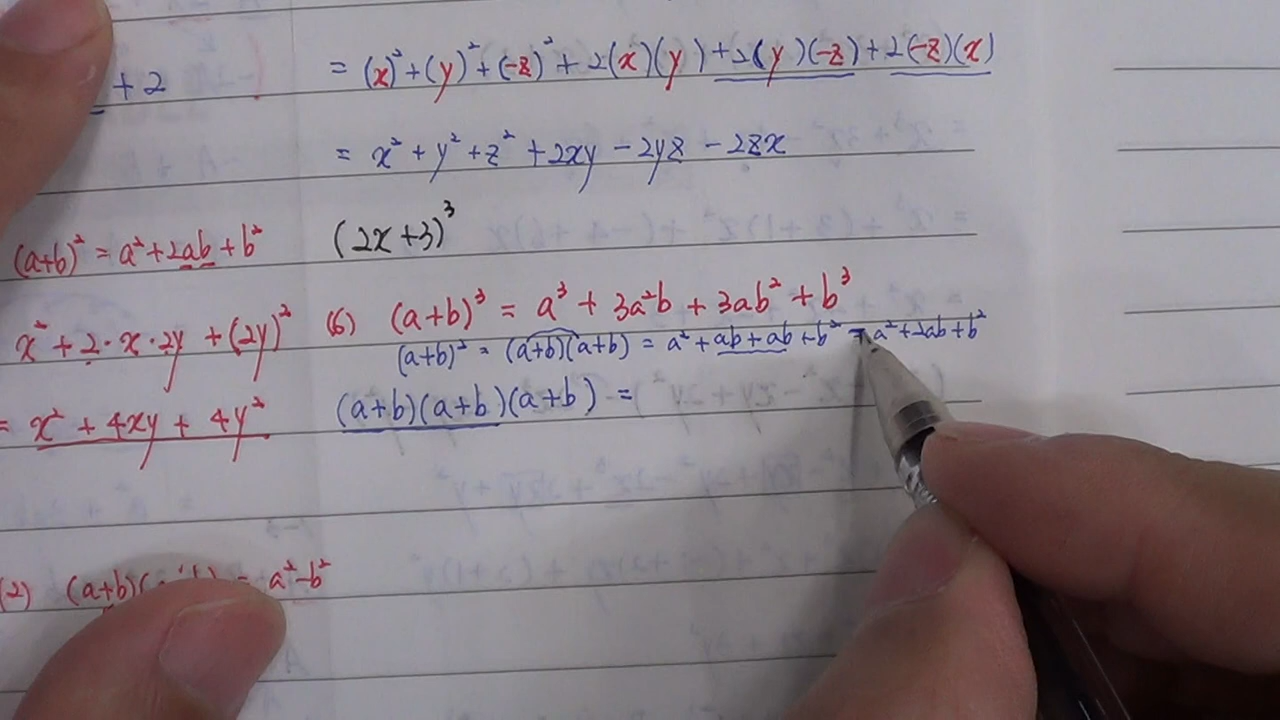 + 2
= (x)² + (y)² + (-z)² + 2(x)(y) + 2(y)(-z) + 2(-z)(x)
= x² + y² + z² + 2xy - 2yz - 2zx
(a+b)² = a² + 2ab + b²
(2x+3)³
x² + 2·x·2y + (2y)²
(6) (a+b)³ = a³ + 3a²b + 3ab² + b³
(a+b)² = (a+b)(a+b) = a² + ab + ab + b² = a² + 2ab + b²
= x² + 4xy + 4y²
(a+b)(a+b)(a+b) =
(2) (a+b)( = a² - b²